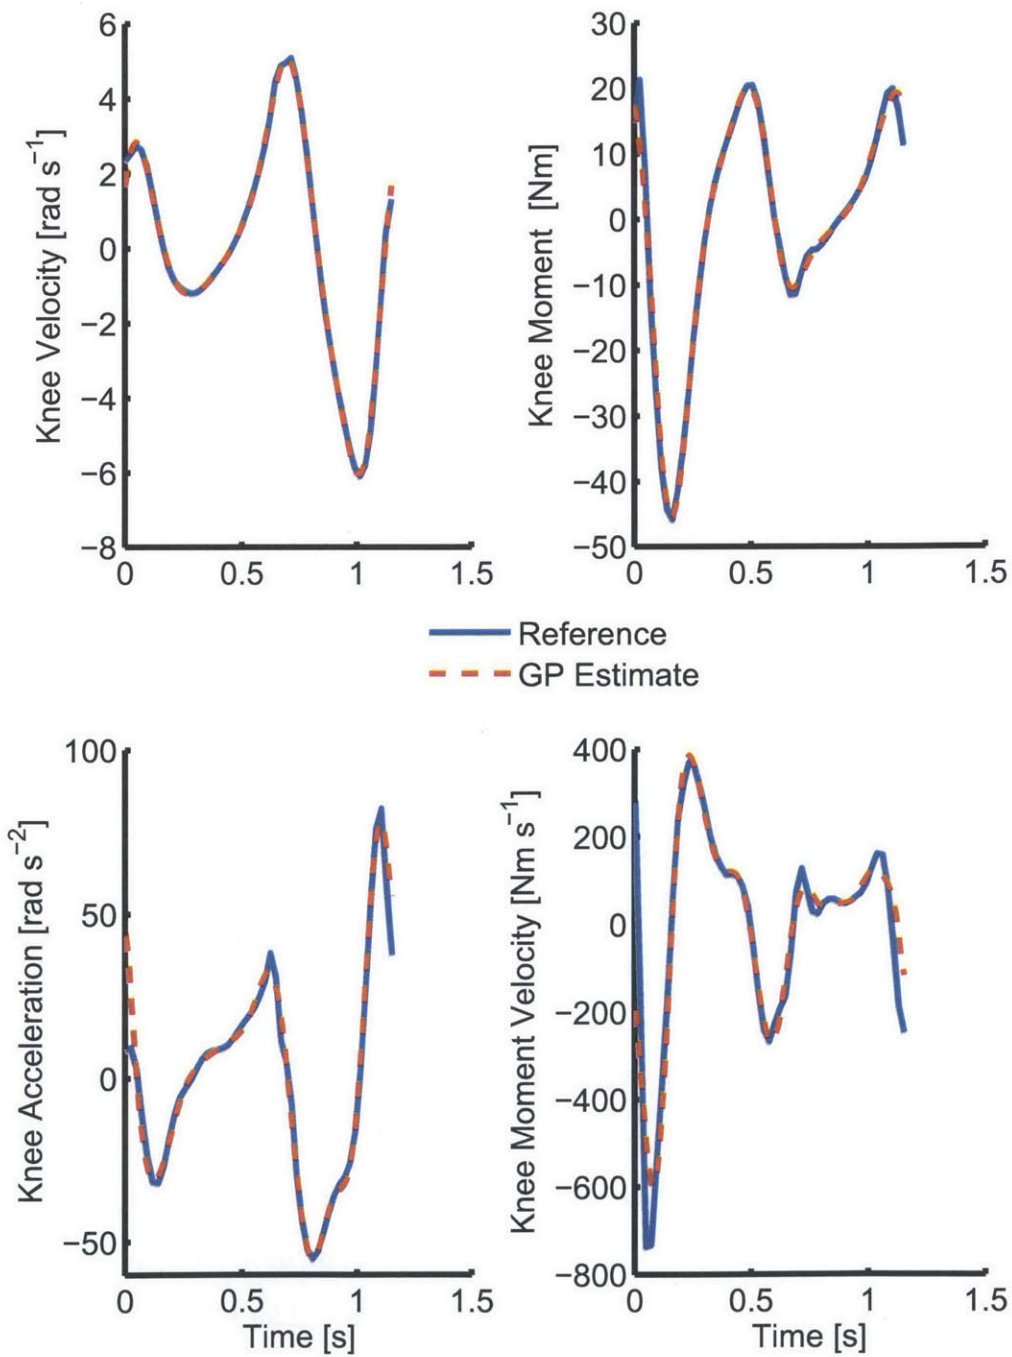 Knee Velocity [rad s⁻¹]
6
4
2
0
−2
−4
−6
−8
0 0.5 1 1.5
Knee Moment [Nm]
30
20
10
0
−10
−20
−30
−40
−50
0 0.5 1 1.5
Reference
GP Estimate
Knee Acceleration [rad s⁻²]
100
50
0
−50
0 0.5 1 1.5
Time [s]
Knee Moment Velocity [Nm s⁻¹]
400
200
0
−200
−400
−600
−800
0 0.5 1 1.5
Time [s]